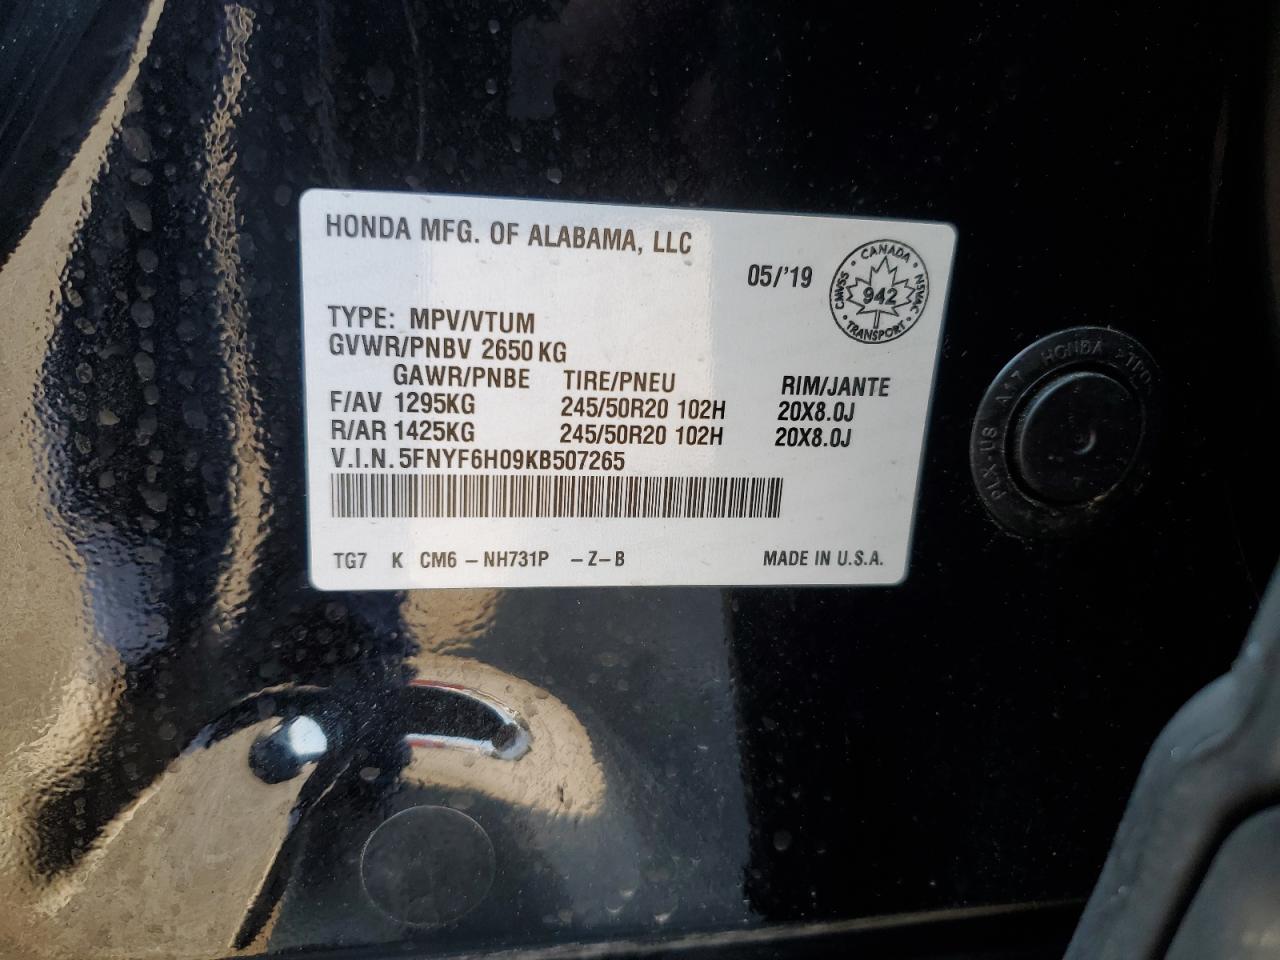 HONDA MFG. OF ALABAMA, LLC
05/'19
CANADA
CMVSS 942 NSVAC
TRANSPORT
TYPE: MPV/VTUM
GVWR/PNBV 2650 KG
GAWR/PNBE TIRE/PNEU RIM/JANTE
F/AV 1295KG 245/50R20 102H 20X8.0J
R/AR 1425KG 245/50R20 102H 20X8.0J
V.I.N. 5FNYF6H09KB507265
TG7 K CM6 - NH731P - Z - B MADE IN U.S.A.
HONDA